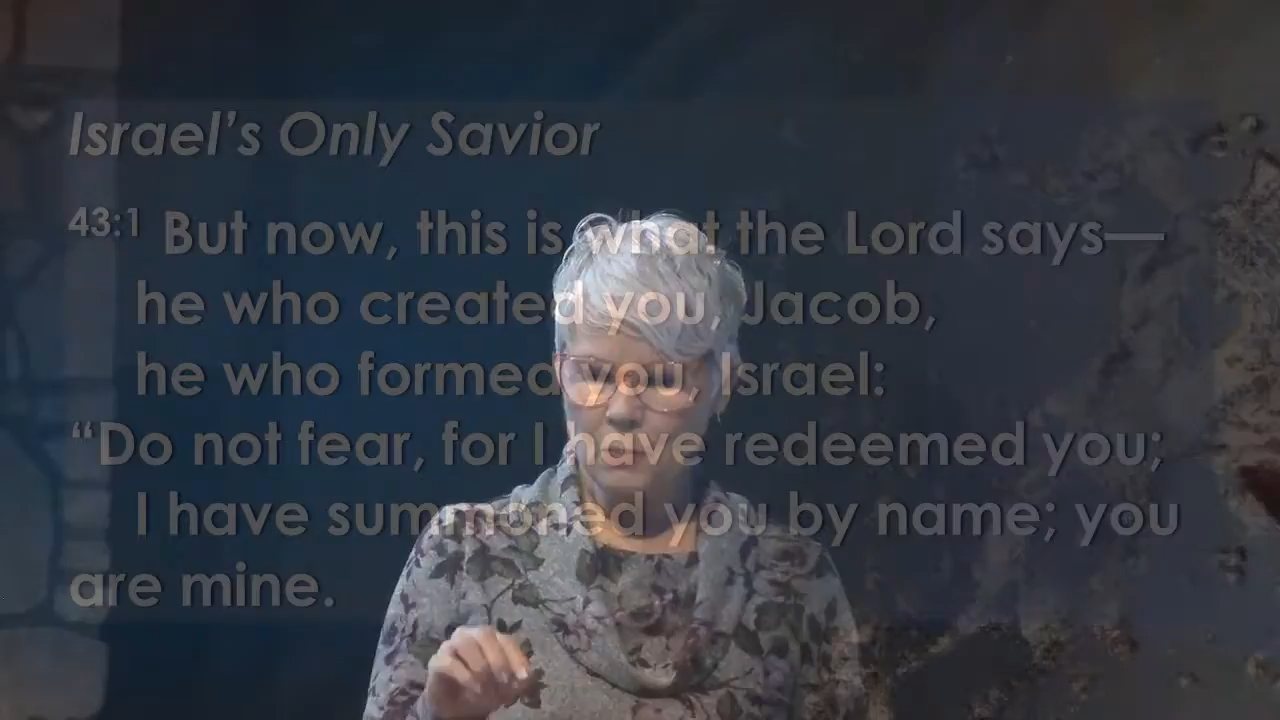 Israel’s Only Savior
43:1 But now, this is what the Lord says—
he who created you, Jacob,
he who formed you, Israel:
“Do not fear, for I have redeemed you;
I have summoned you by name; you
are mine.